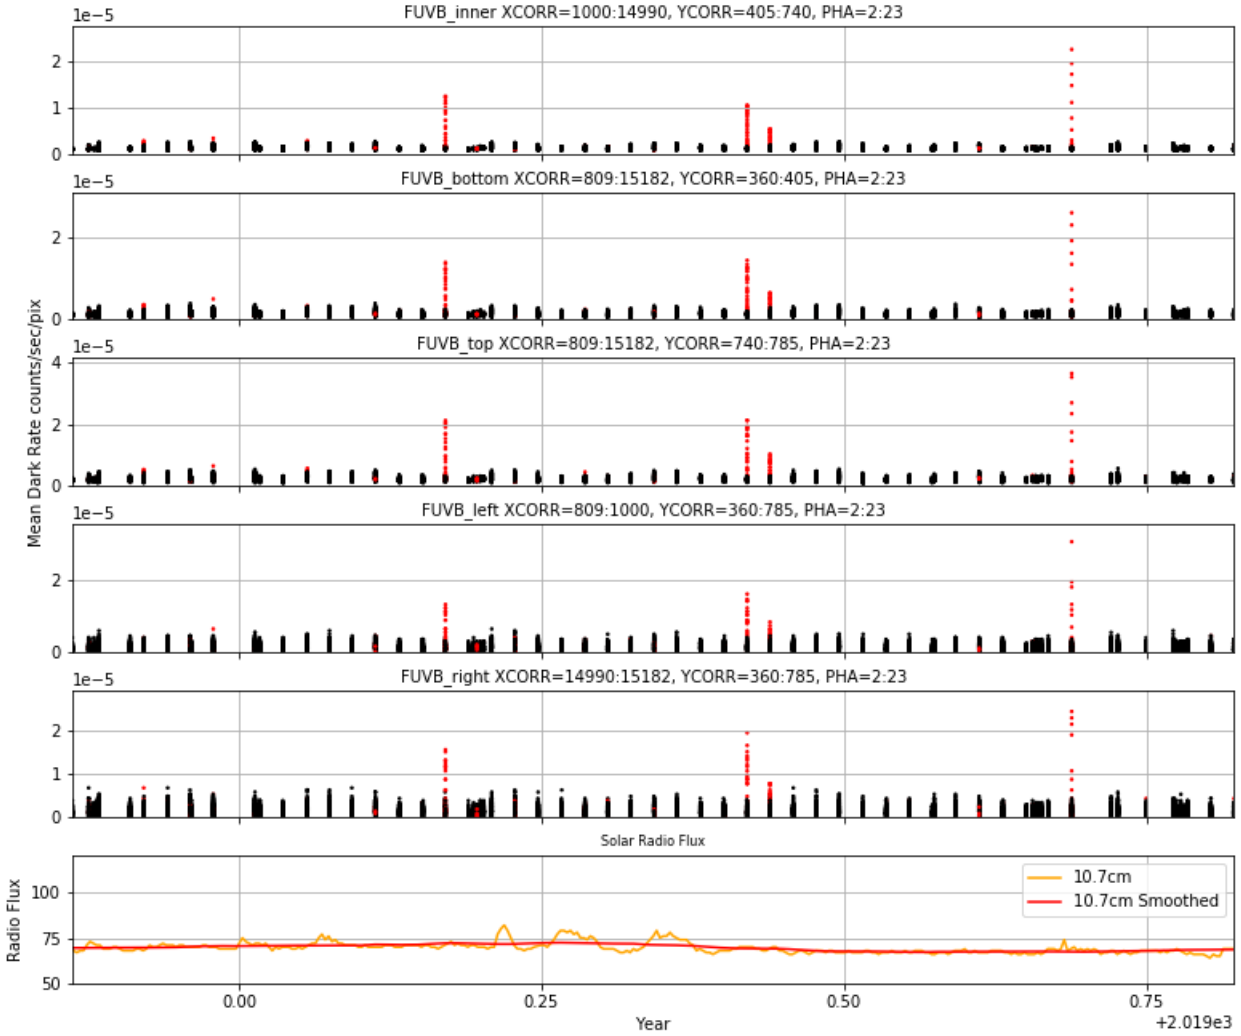 FUVB_inner XCORR=1000:14990, YCORR=405:740, PHA=2:23
1e−5
2
1
0
FUVB_bottom XCORR=809:15182, YCORR=360:405, PHA=2:23
1e−5
2
0
FUVB_top XCORR=809:15182, YCORR=740:785, PHA=2:23
1e−5
4
2
0
Mean Dark Rate counts/sec/pix
FUVB_left XCORR=809:1000, YCORR=360:785, PHA=2:23
1e−5
2
0
FUVB_right XCORR=14990:15182, YCORR=360:785, PHA=2:23
1e−5
2
1
0
Solar Radio Flux
Radio Flux
100
75
50
10.7cm
10.7cm Smoothed
0.00 0.25 0.50 0.75
Year
+2.019e3